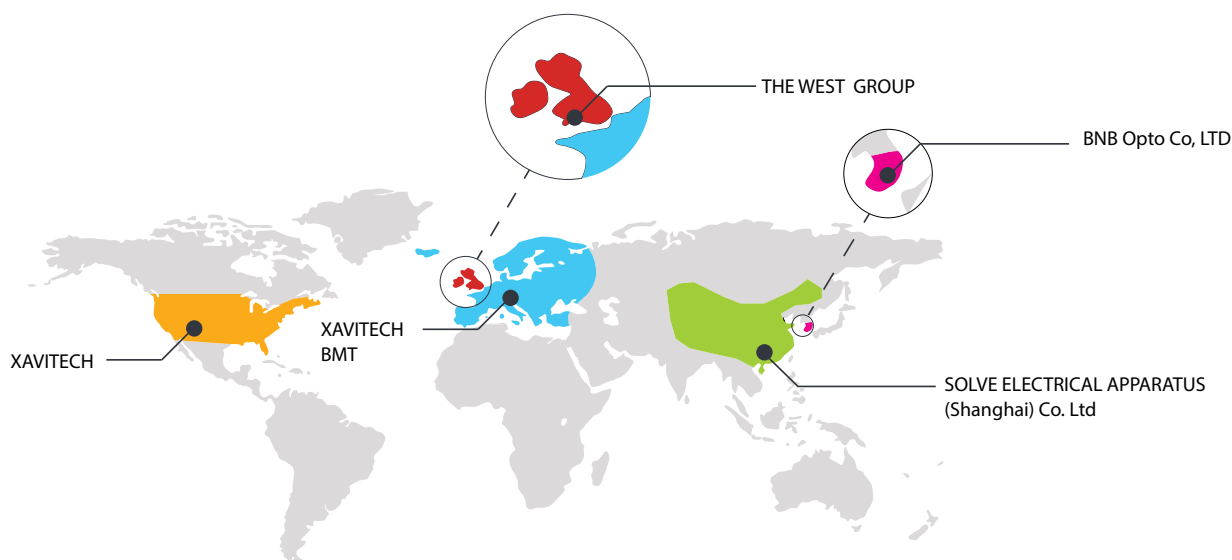 THE WEST GROUP
BNB Opto Co, LTD
XAVITECH
BMT
XAVITECH
SOLVE ELECTRICAL APPARATUS
(Shanghai) Co. Ltd